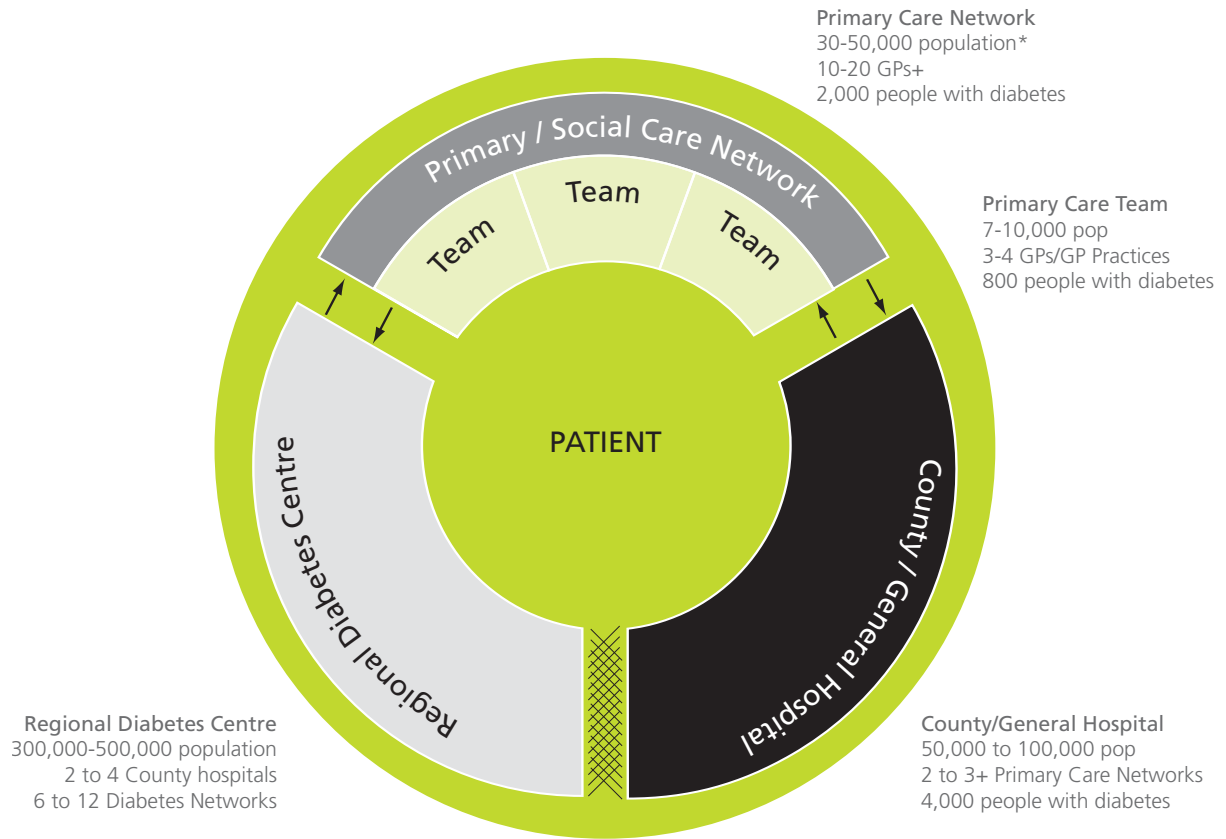 Primary Care Network
30-50,000 population*
10-20 GPs+
2,000 people with diabetes
Primary / Social Care Network
Team
Team
Team
Primary Care Team
7-10,000 pop
3-4 GPs/GP Practices
800 people with diabetes
PATIENT
Regional Diabetes Centre
County / General Hospital
Regional Diabetes Centre
300,000-500,000 population
2 to 4 County hospitals
6 to 12 Diabetes Networks
County/General Hospital
50,000 to 100,000 pop
2 to 3+ Primary Care Networks
4,000 people with diabetes